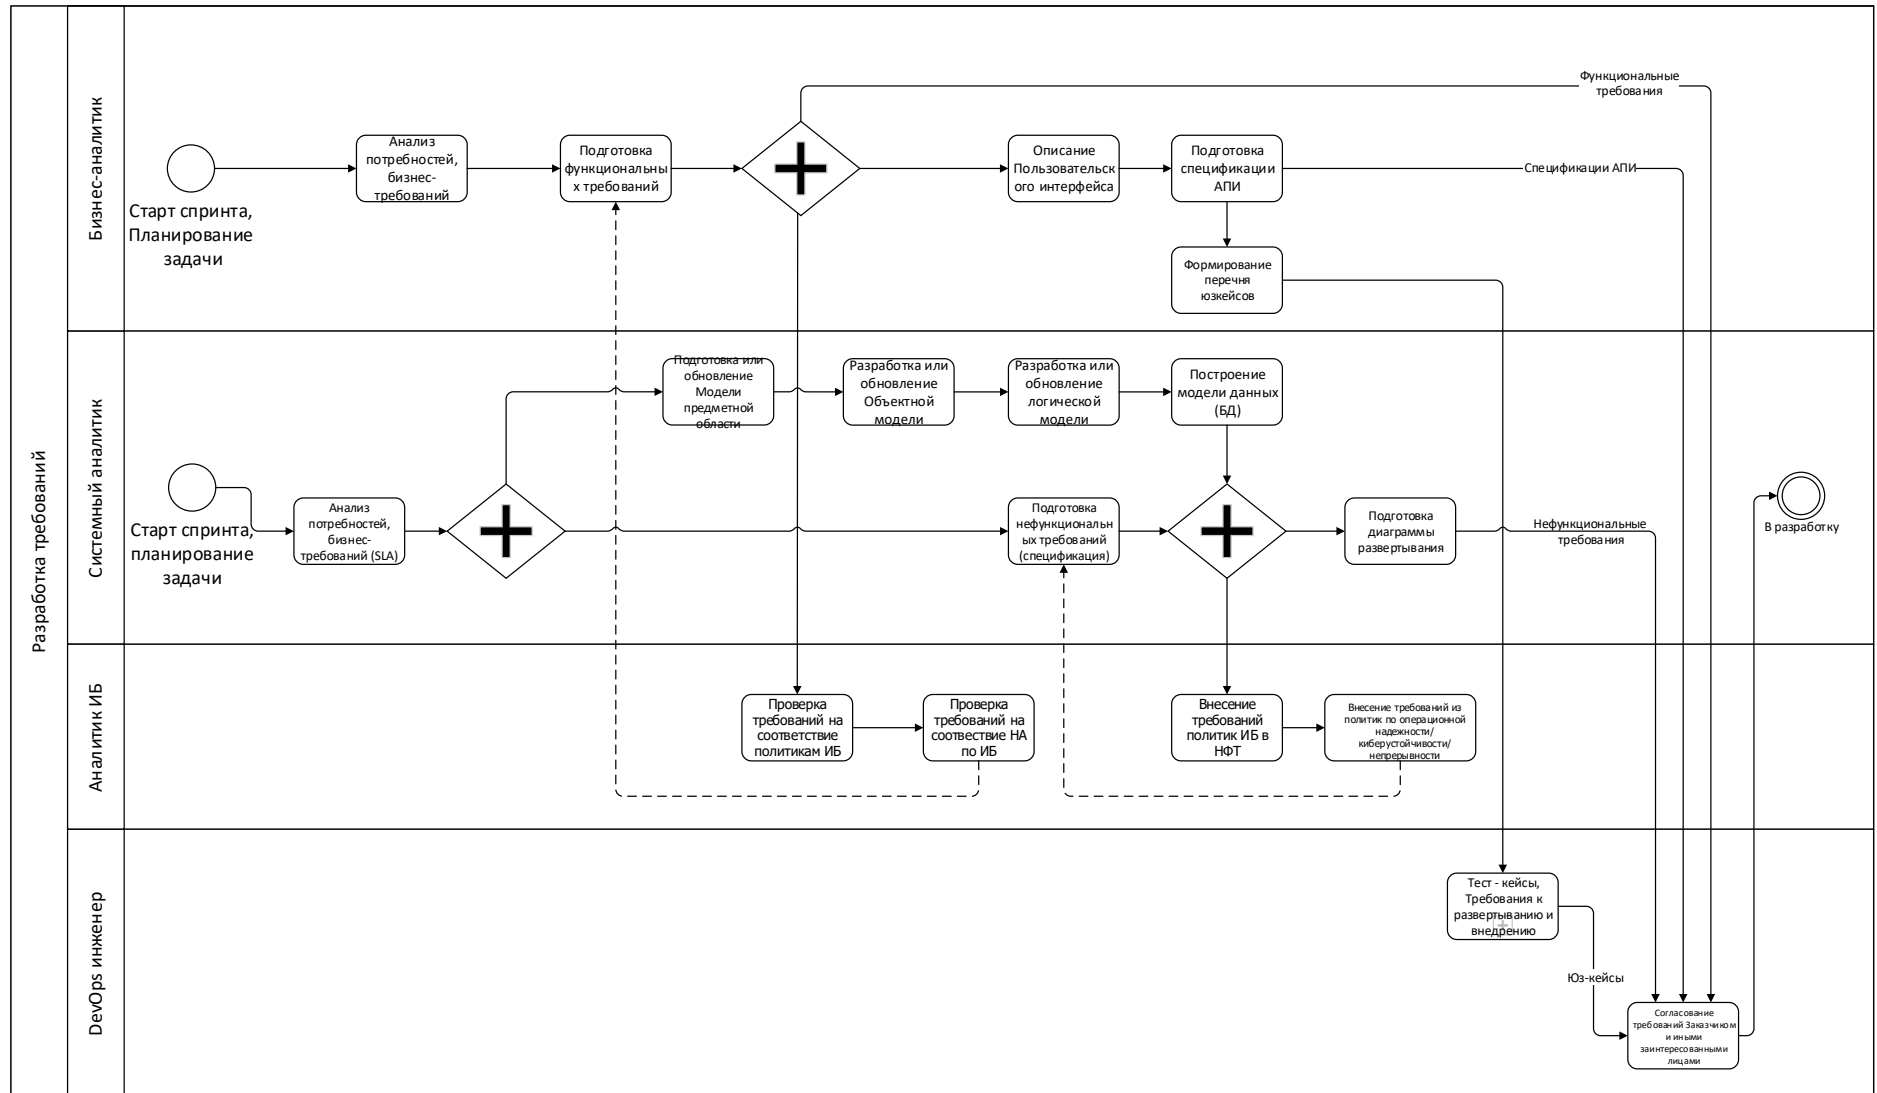 Разработка требований
Бизнес-аналитик
Старт спринта,
Планирование
задачи
Анализ
потребностей,
бизнес-
требований
Подготовка
функциональны
х требований
Описание
Пользовательск
ого интерфейса
Подготовка
спецификации
АПИ
Формирование
перечня
юзкейсов
Функциональные
требования
Спецификации АПИ
Системный аналитик
Старт спринта,
планирование
задачи
Анализ
потребностей,
бизнес-
требований (SLA)
Подготовка или
обновление
Модели
предметной
области
Разработка или
обновление
Объектной
модели
Разработка или
обновление
логической
модели
Построение
модели данных
(БД)
Подготовка
нефункциональн
ых требований
(спецификация)
Подготовка
диаграммы
развертывания
Нефункциональные
требования
В разработку
Аналитик ИБ
Проверка
требований на
соответствие
политикам ИБ
Проверка
требований на
соотвествие НА
по ИБ
Внесение
требований
политик ИБ в
НФТ
Внесение требований из
политик по операционной
надежности/
киберустойчивости/
непрерывности
DevOps инженер
Тест - кейсы,
Требования к
развертыванию и
внедрению
Юз-кейсы
Согласование
требований Заказчиком
и иными
заинтересованными
лицами